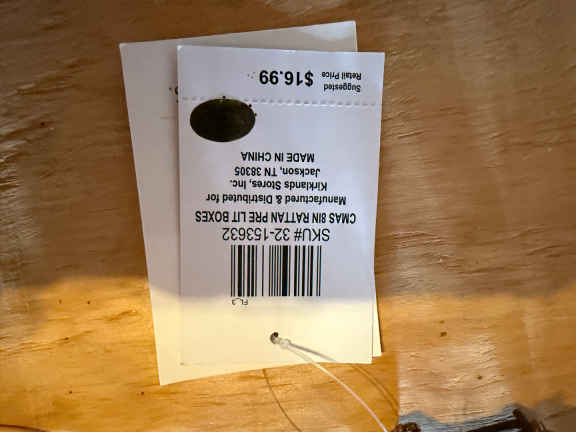 FL_3
SKU# 32-153632
CMAS 8IN RATTAN PRE LIT BOXES
Manufactured & Distributed for
Kirklands Stores, Inc.
Jackson, TN 38305
MADE IN CHINA
Suggested
Retail Price
$16.99